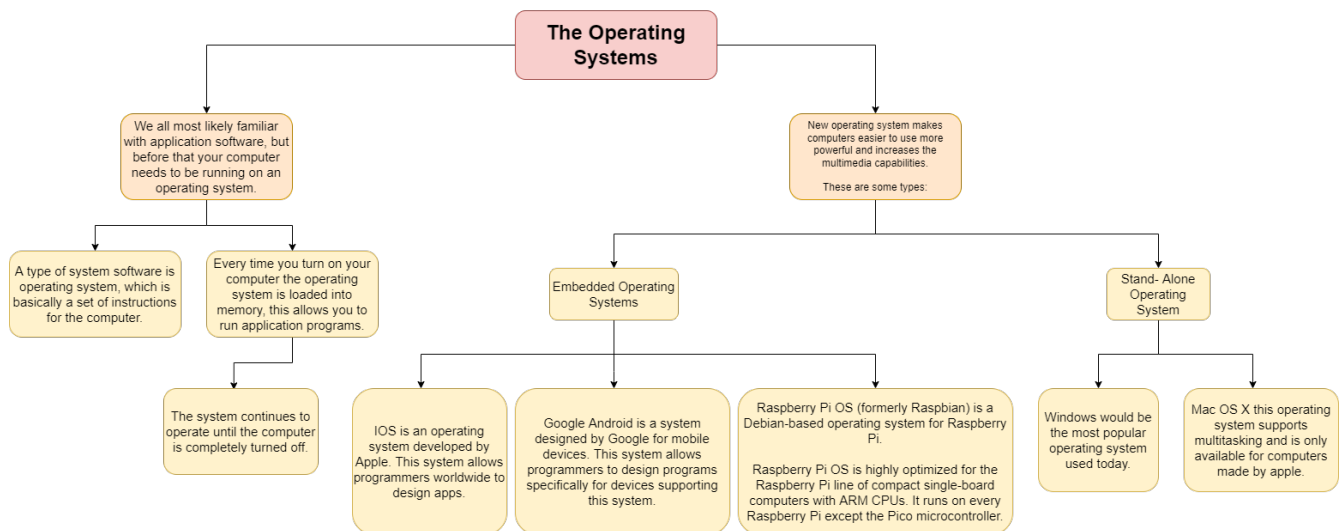 The Operating
Systems
We all most likely familiar
with application software, but
before that your computer
needs to be running on an
operating system.
New operating system makes
computers easier to use more
powerful and increases the
multimedia capabilities.
These are some types:
A type of system software is
operating system, which is
basically a set of instructions
for the computer.
Every time you turn on your
computer the operating
system is loaded into
memory, this allows you to
run application programs.
Embedded Operating
Systems
Stand- Alone
Operating
System
The system continues to
operate until the computer
is completely turned off.
IOS is an operating
system developed by
Apple. This system allows
programmers worldwide to
design apps.
Google Android is a system
designed by Google for mobile
devices. This system allows
programmers to design programs
specifically for devices supporting
this system.
Raspberry Pi OS (formerly Raspbian) is a
Debian-based operating system for Raspberry
Pi.
Raspberry Pi OS is highly optimized for the
Raspberry Pi line of compact single-board
computers with ARM CPUs. It runs on every
Raspberry Pi except the Pico microcontroller.
Windows would be
the most popular
operating system
used today.
Mac OS X this operating
system supports
multitasking and is only
available for computers
made by apple.